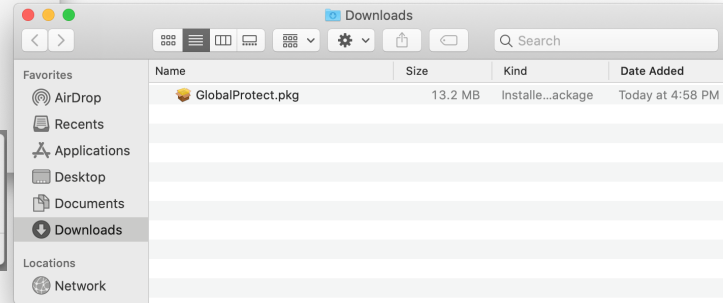 Downloads
Search
Favorites
AirDrop
Recents
Applications
Desktop
Documents
Downloads
Locations
Network
Name Size Kind Date Added
GlobalProtect.pkg 13.2 MB Installe...ackage Today at 4:58 PM